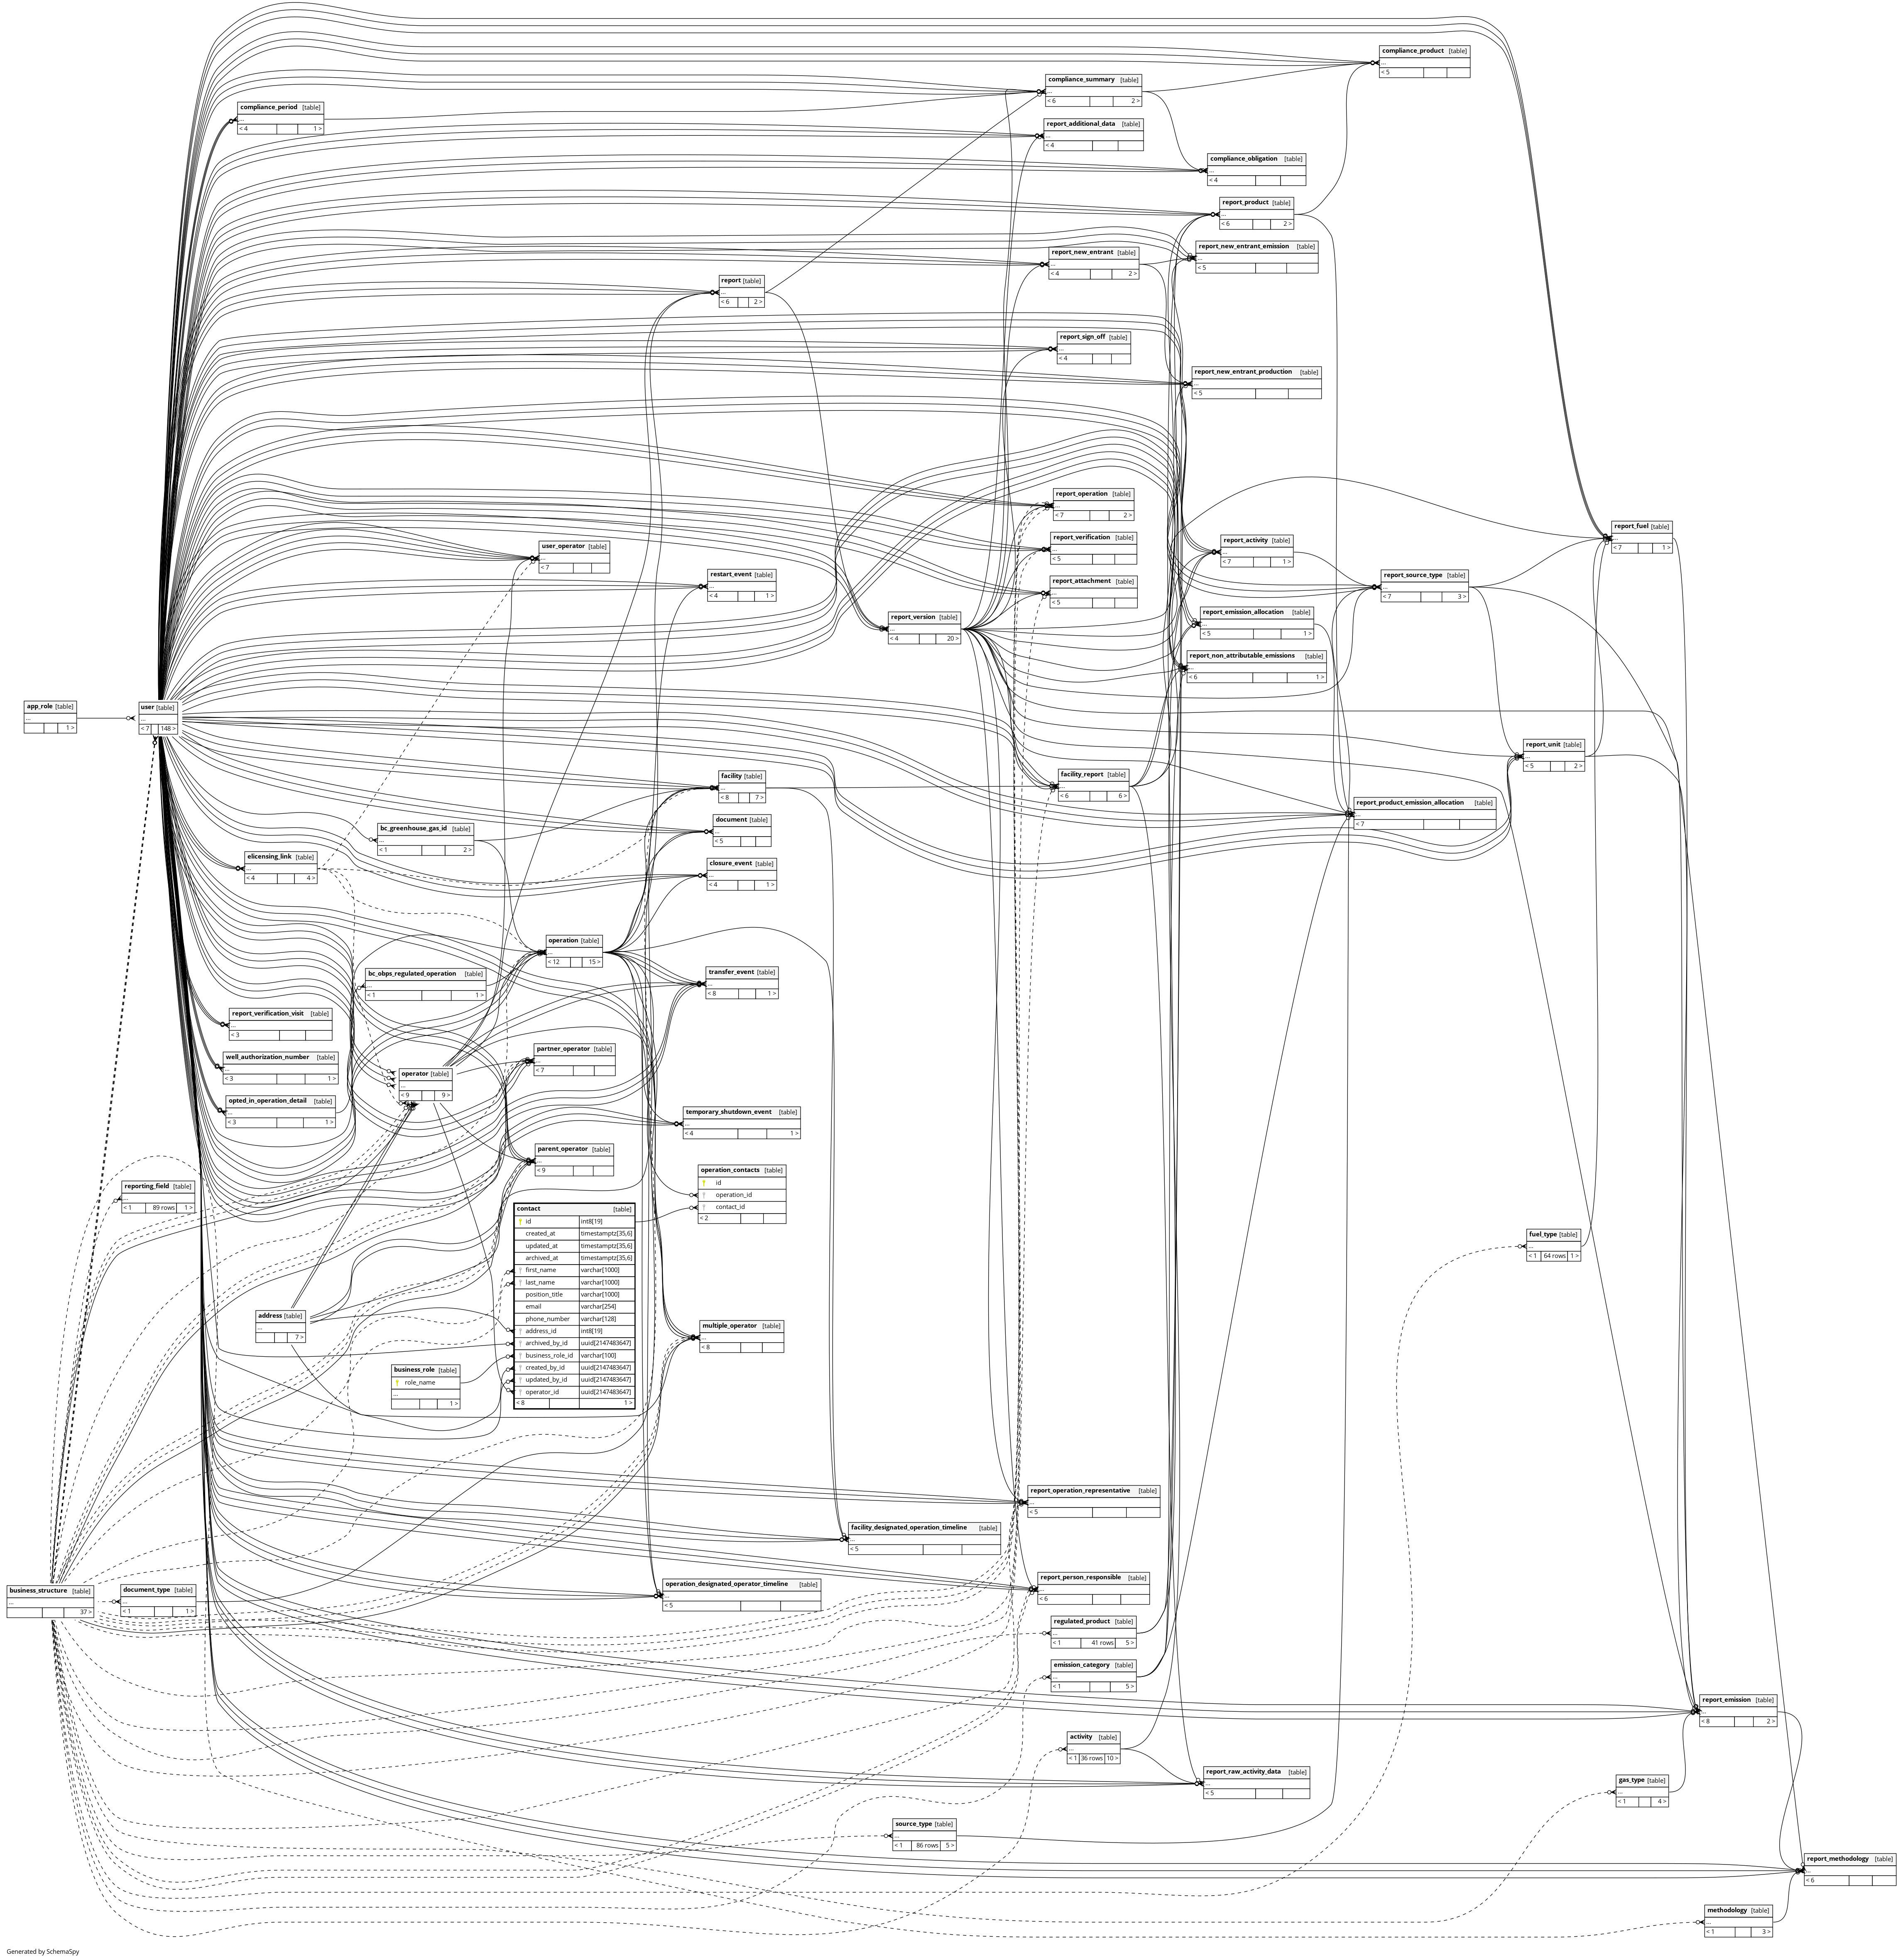 compliance_product [table]
...
< 5
compliance_summary [table]
...
< 6 2 >
compliance_period [table]
...
< 4 1 >
report_additional_data [table]
...
< 4
compliance_obligation [table]
...
< 4
report_product [table]
...
< 6 2 >
report_new_entrant_emission [table]
...
< 5
report_new_entrant [table]
...
< 4 2 >
report [table]
...
< 6 2 >
report_sign_off [table]
...
< 4
report_new_entrant_production [table]
...
< 5
report_operation [table]
...
< 7 2 >
report_fuel [table]
...
< 7 1 >
report_verification [table]
...
< 5
report_activity [table]
...
< 7 1 >
user_operator [table]
...
< 7
restart_event [table]
...
< 4 1 >
report_attachment [table]
...
< 5
report_source_type [table]
...
< 7 3 >
report_version [table]
...
< 4 20 >
report_emission_allocation [table]
...
< 5 1 >
report_non_attributable_emissions [table]
...
< 6 1 >
app_role [table]
...
1 >
user [table]
...
< 7 148 >
report_unit [table]
...
< 5 2 >
facility [table]
...
< 8 7 >
facility_report [table]
...
< 6 6 >
report_product_emission_allocation [table]
...
< 7
document [table]
...
< 5
bc_greenhouse_gas_id [table]
...
< 1 2 >
elicensing_link [table]
...
< 4 4 >
closure_event [table]
...
< 4 1 >
operation [table]
...
< 12 15 >
bc_obps_regulated_operation [table]
...
< 1 1 >
transfer_event [table]
...
< 8 1 >
report_verification_visit [table]
...
< 3
partner_operator [table]
...
< 7
well_authorization_number [table]
...
< 3 1 >
operator [table]
...
< 9 9 >
opted_in_operation_detail [table]
...
< 3 1 >
temporary_shutdown_event [table]
...
< 4 1 >
parent_operator [table]
...
< 9
operation_contacts [table]
id
operation_id
contact_id
< 2
reporting_field [table]
...
< 1 89 rows 1 >
contact [table]
id int8[19]
created_at timestamptz[35,6]
updated_at timestamptz[35,6]
archived_at timestamptz[35,6]
first_name varchar[1000]
last_name varchar[1000]
position_title varchar[1000]
email varchar[254]
phone_number varchar[128]
address_id int8[19]
archived_by_id uuid[2147483647]
business_role_id varchar[100]
created_by_id uuid[2147483647]
updated_by_id uuid[2147483647]
operator_id uuid[2147483647]
< 8 1 >
fuel_type [table]
...
< 1 64 rows 1 >
address [table]
...
7 >
multiple_operator [table]
...
< 8
business_role [table]
role_name
...
1 >
report_operation_representative [table]
...
< 5
facility_designated_operation_timeline [table]
...
< 5
report_person_responsible [table]
...
< 6
operation_designated_operator_timeline [table]
...
< 5
business_structure [table]
...
37 >
document_type [table]
...
< 1 1 >
regulated_product [table]
...
< 1 41 rows 5 >
emission_category [table]
...
< 1 5 >
report_emission [table]
...
< 8 2 >
activity [table]
...
< 1 36 rows 10 >
report_raw_activity_data [table]
...
< 5
gas_type [table]
...
< 1 4 >
source_type [table]
...
< 1 86 rows 5 >
report_methodology [table]
...
< 6
methodology [table]
...
< 1 3 >
Generated by SchemaSpy